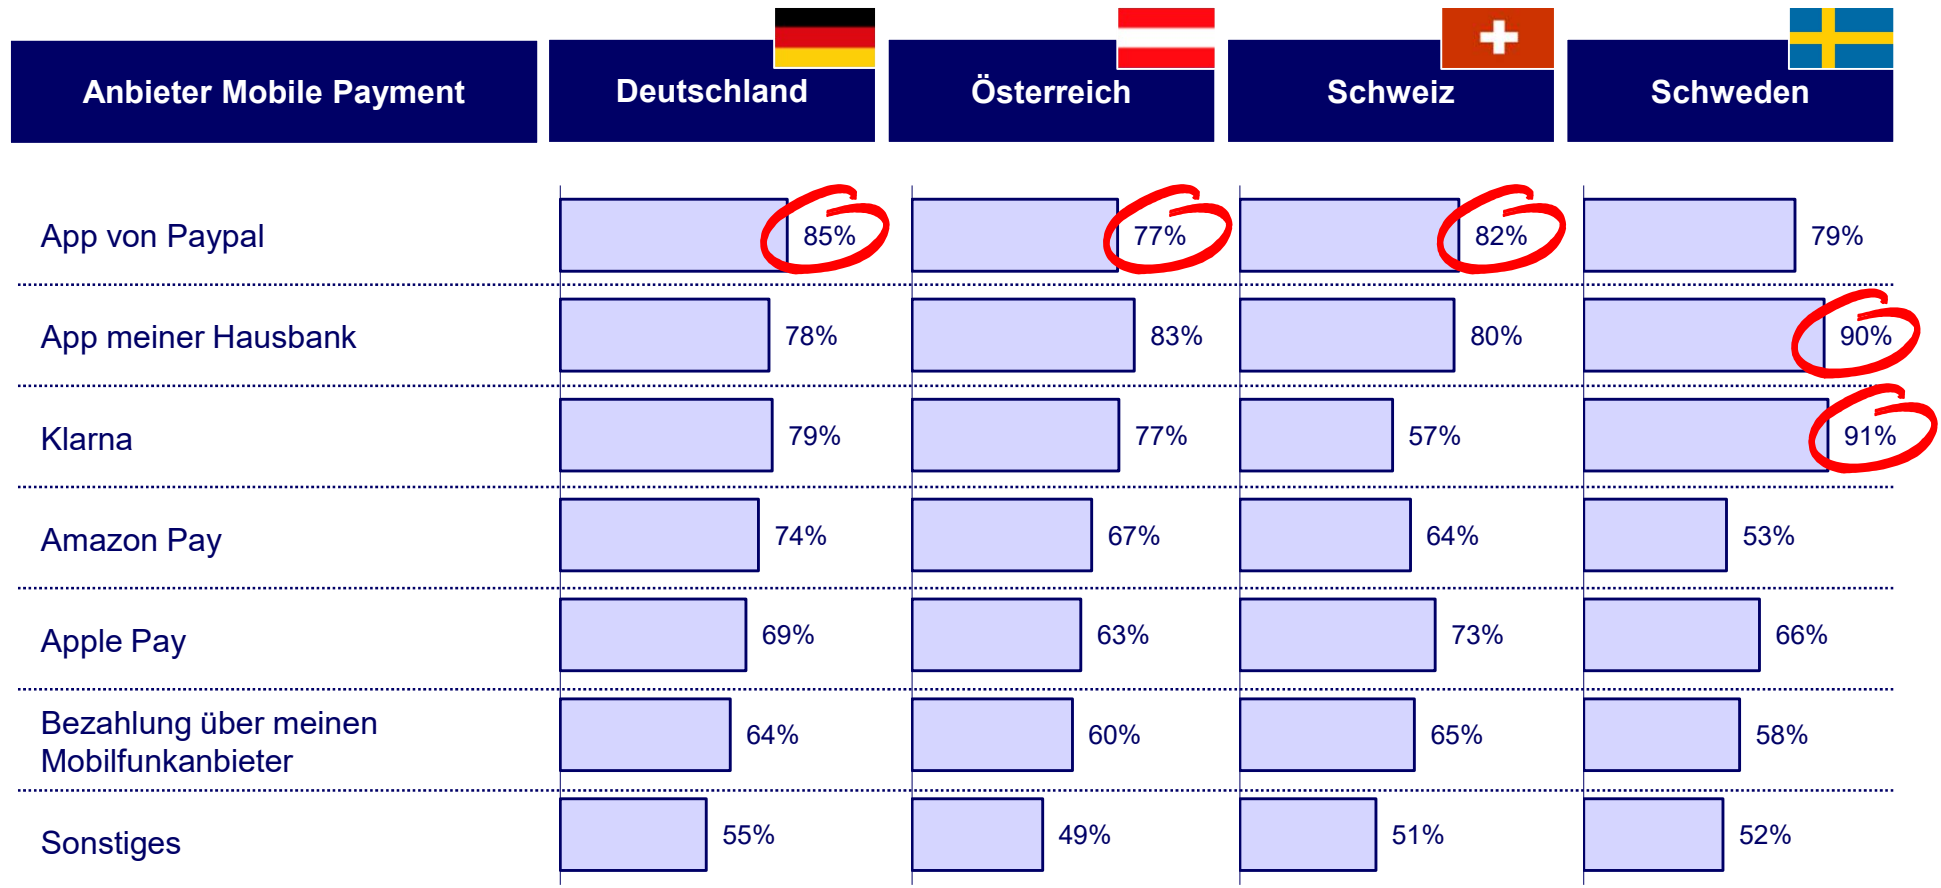 Anbieter Mobile Payment Deutschland Österreich Schweiz Schweden
App von Paypal 85% 77% 82% 79%
App meiner Hausbank 78% 83% 80% 90%
Klarna 79% 77% 57% 91%
Amazon Pay 74% 67% 64% 53%
Apple Pay 69% 63% 73% 66%
Bezahlung über meinen
Mobilfunkanbieter 64% 60% 65% 58%
Sonstiges 55% 49% 51% 52%